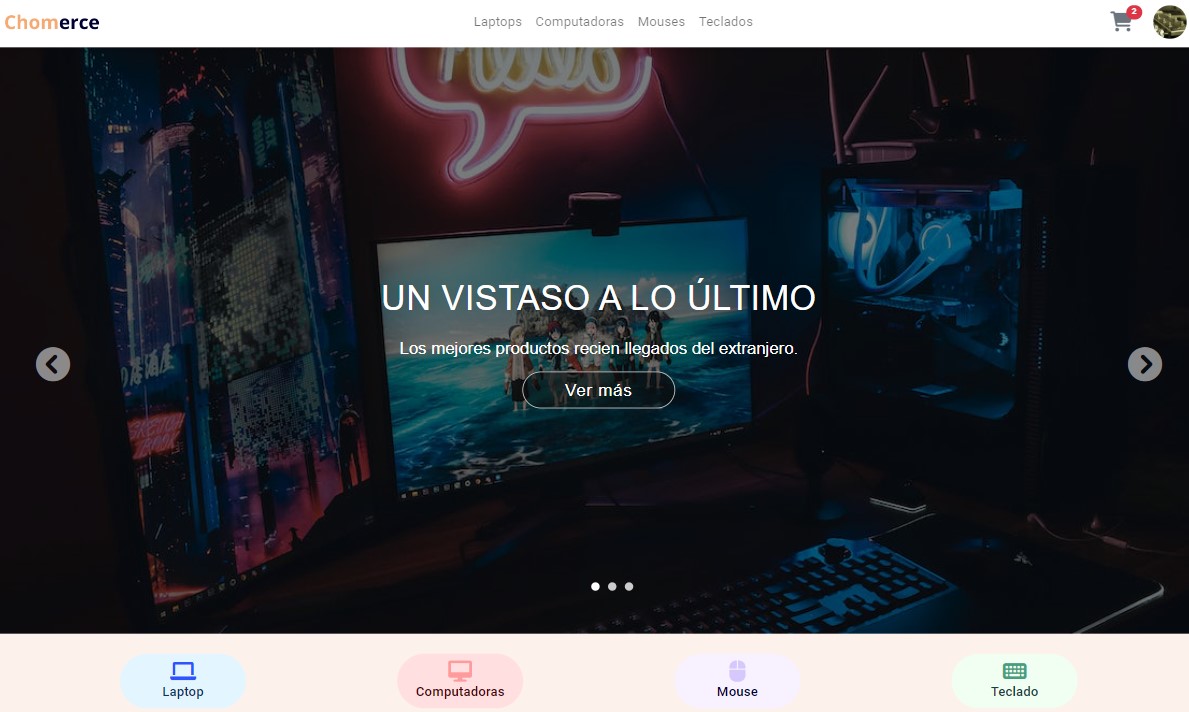 Chomerce
Laptops Computadoras Mouses Teclados
2
UN VISTASO A LO ÚLTIMO
Los mejores productos recien llegados del extranjero.
Ver más
Laptop
Computadoras
Mouse
Teclado